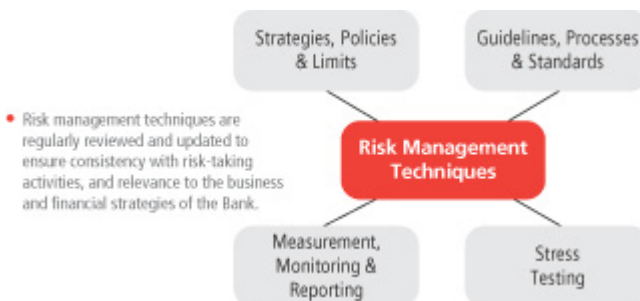 Strategies, Policies
& Limits
Guidelines, Processes
& Standards
• Risk management techniques are
regularly reviewed and updated to
ensure consistency with risk-taking
activities, and relevance to the business
and financial strategies of the Bank.
Risk Management
Techniques
Measurement,
Monitoring &
Reporting
Stress
Testing